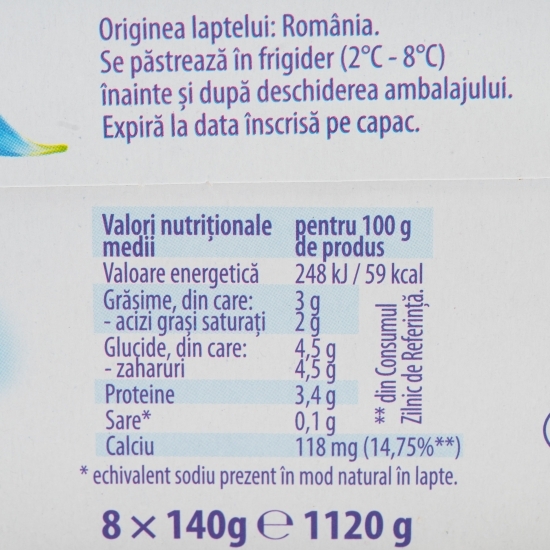 Originea laptelui: România.
Se păstrează în frigider (2°C - 8°C)
înainte și după deschiderea ambalajului.
Expiră la data înscrisă pe capac.
Valori nutriționale medii pentru 100 g de produs
Valoare energetică 248 kJ / 59 kcal
Grăsime, din care: 3 g
- acizi grași saturați 2 g
Glucide, din care: 4,5 g
- zaharuri 4,5 g
Proteine 3,4 g
Sare* 0,1 g
Calciu 118 mg (14,75%**)
** din Consumul
Zilnic de Referință.
* echivalent sodiu prezent în mod natural în lapte.
8 × 140g ℮ 1120 g